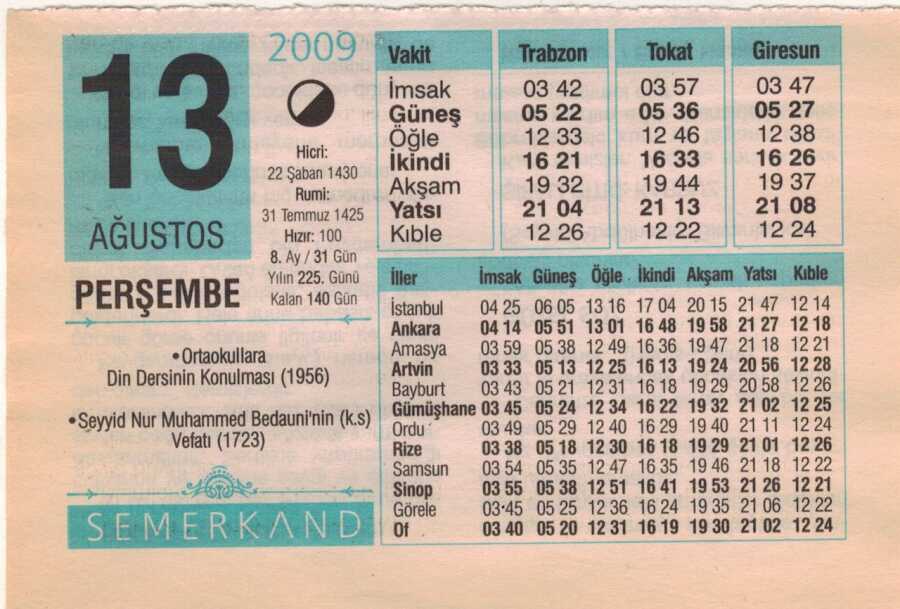 13
AĞUSTOS
PERŞEMBE
2009
Hicri:
22 Şaban 1430
Rumi:
31 Temmuz 1425
Hızır: 100
8. Ay / 31 Gün
Yılın 225. Günü
Kalan 140 Gün
•Ortaokullara
Din Dersinin Konulması (1956)
•Seyyid Nur Muhammed Bedauni'nin (k.s)
Vefatı (1723)
SEMERKAND
Vakit Trabzon Tokat Giresun
İmsak 03 42 03 57 03 47
Güneş 05 22 05 36 05 27
Öğle 12 33 12 46 12 38
İkindi 16 21 16 33 16 26
Akşam 19 32 19 44 19 37
Yatsı 21 04 21 13 21 08
Kıble 12 26 12 22 12 24
İller İmsak Güneş Öğle İkindi Akşam Yatsı Kıble
İstanbul 04 25 06 05 13 16 17 04 20 15 21 47 12 14
Ankara 04 14 05 51 13 01 16 48 19 58 21 27 12 18
Amasya 03 59 05 38 12 49 16 36 19 47 21 18 12 21
Artvin 03 33 05 13 12 25 16 13 19 24 20 56 12 28
Bayburt 03 43 05 21 12 31 16 18 19 29 20 58 12 26
Gümüşhane 03 45 05 24 12 34 16 22 19 32 21 02 12 25
Ordu 03 49 05 29 12 40 16 29 19 40 21 11 12 24
Rize 03 38 05 18 12 30 16 18 19 29 21 01 12 26
Samsun 03 54 05 35 12 47 16 35 19 46 21 18 12 22
Sinop 03 55 05 38 12 51 16 41 19 53 21 26 12 21
Görele 03 45 05 25 12 36 16 24 19 35 21 06 12 22
Of 03 40 05 20 12 31 16 19 19 30 21 02 12 24